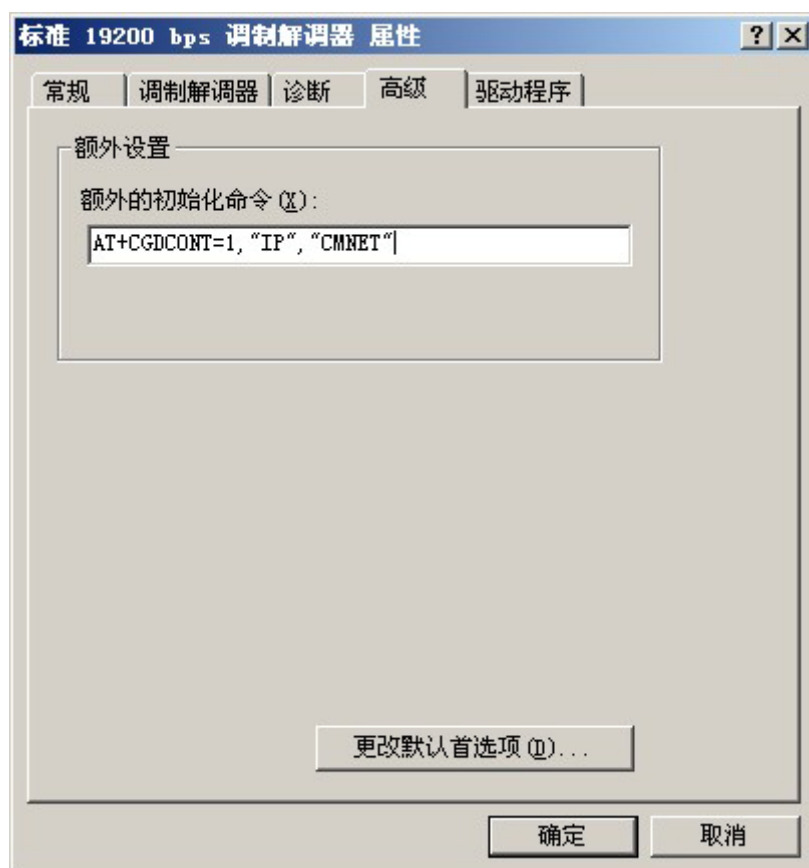 标准 19200 bps 调制解调器 属性
常规 调制解调器 诊断 高级 驱动程序
额外设置
额外的初始化命令(X):
AT+CGDCONT=1,"IP","CMNET"
更改默认首选项(D)...
确定 取消